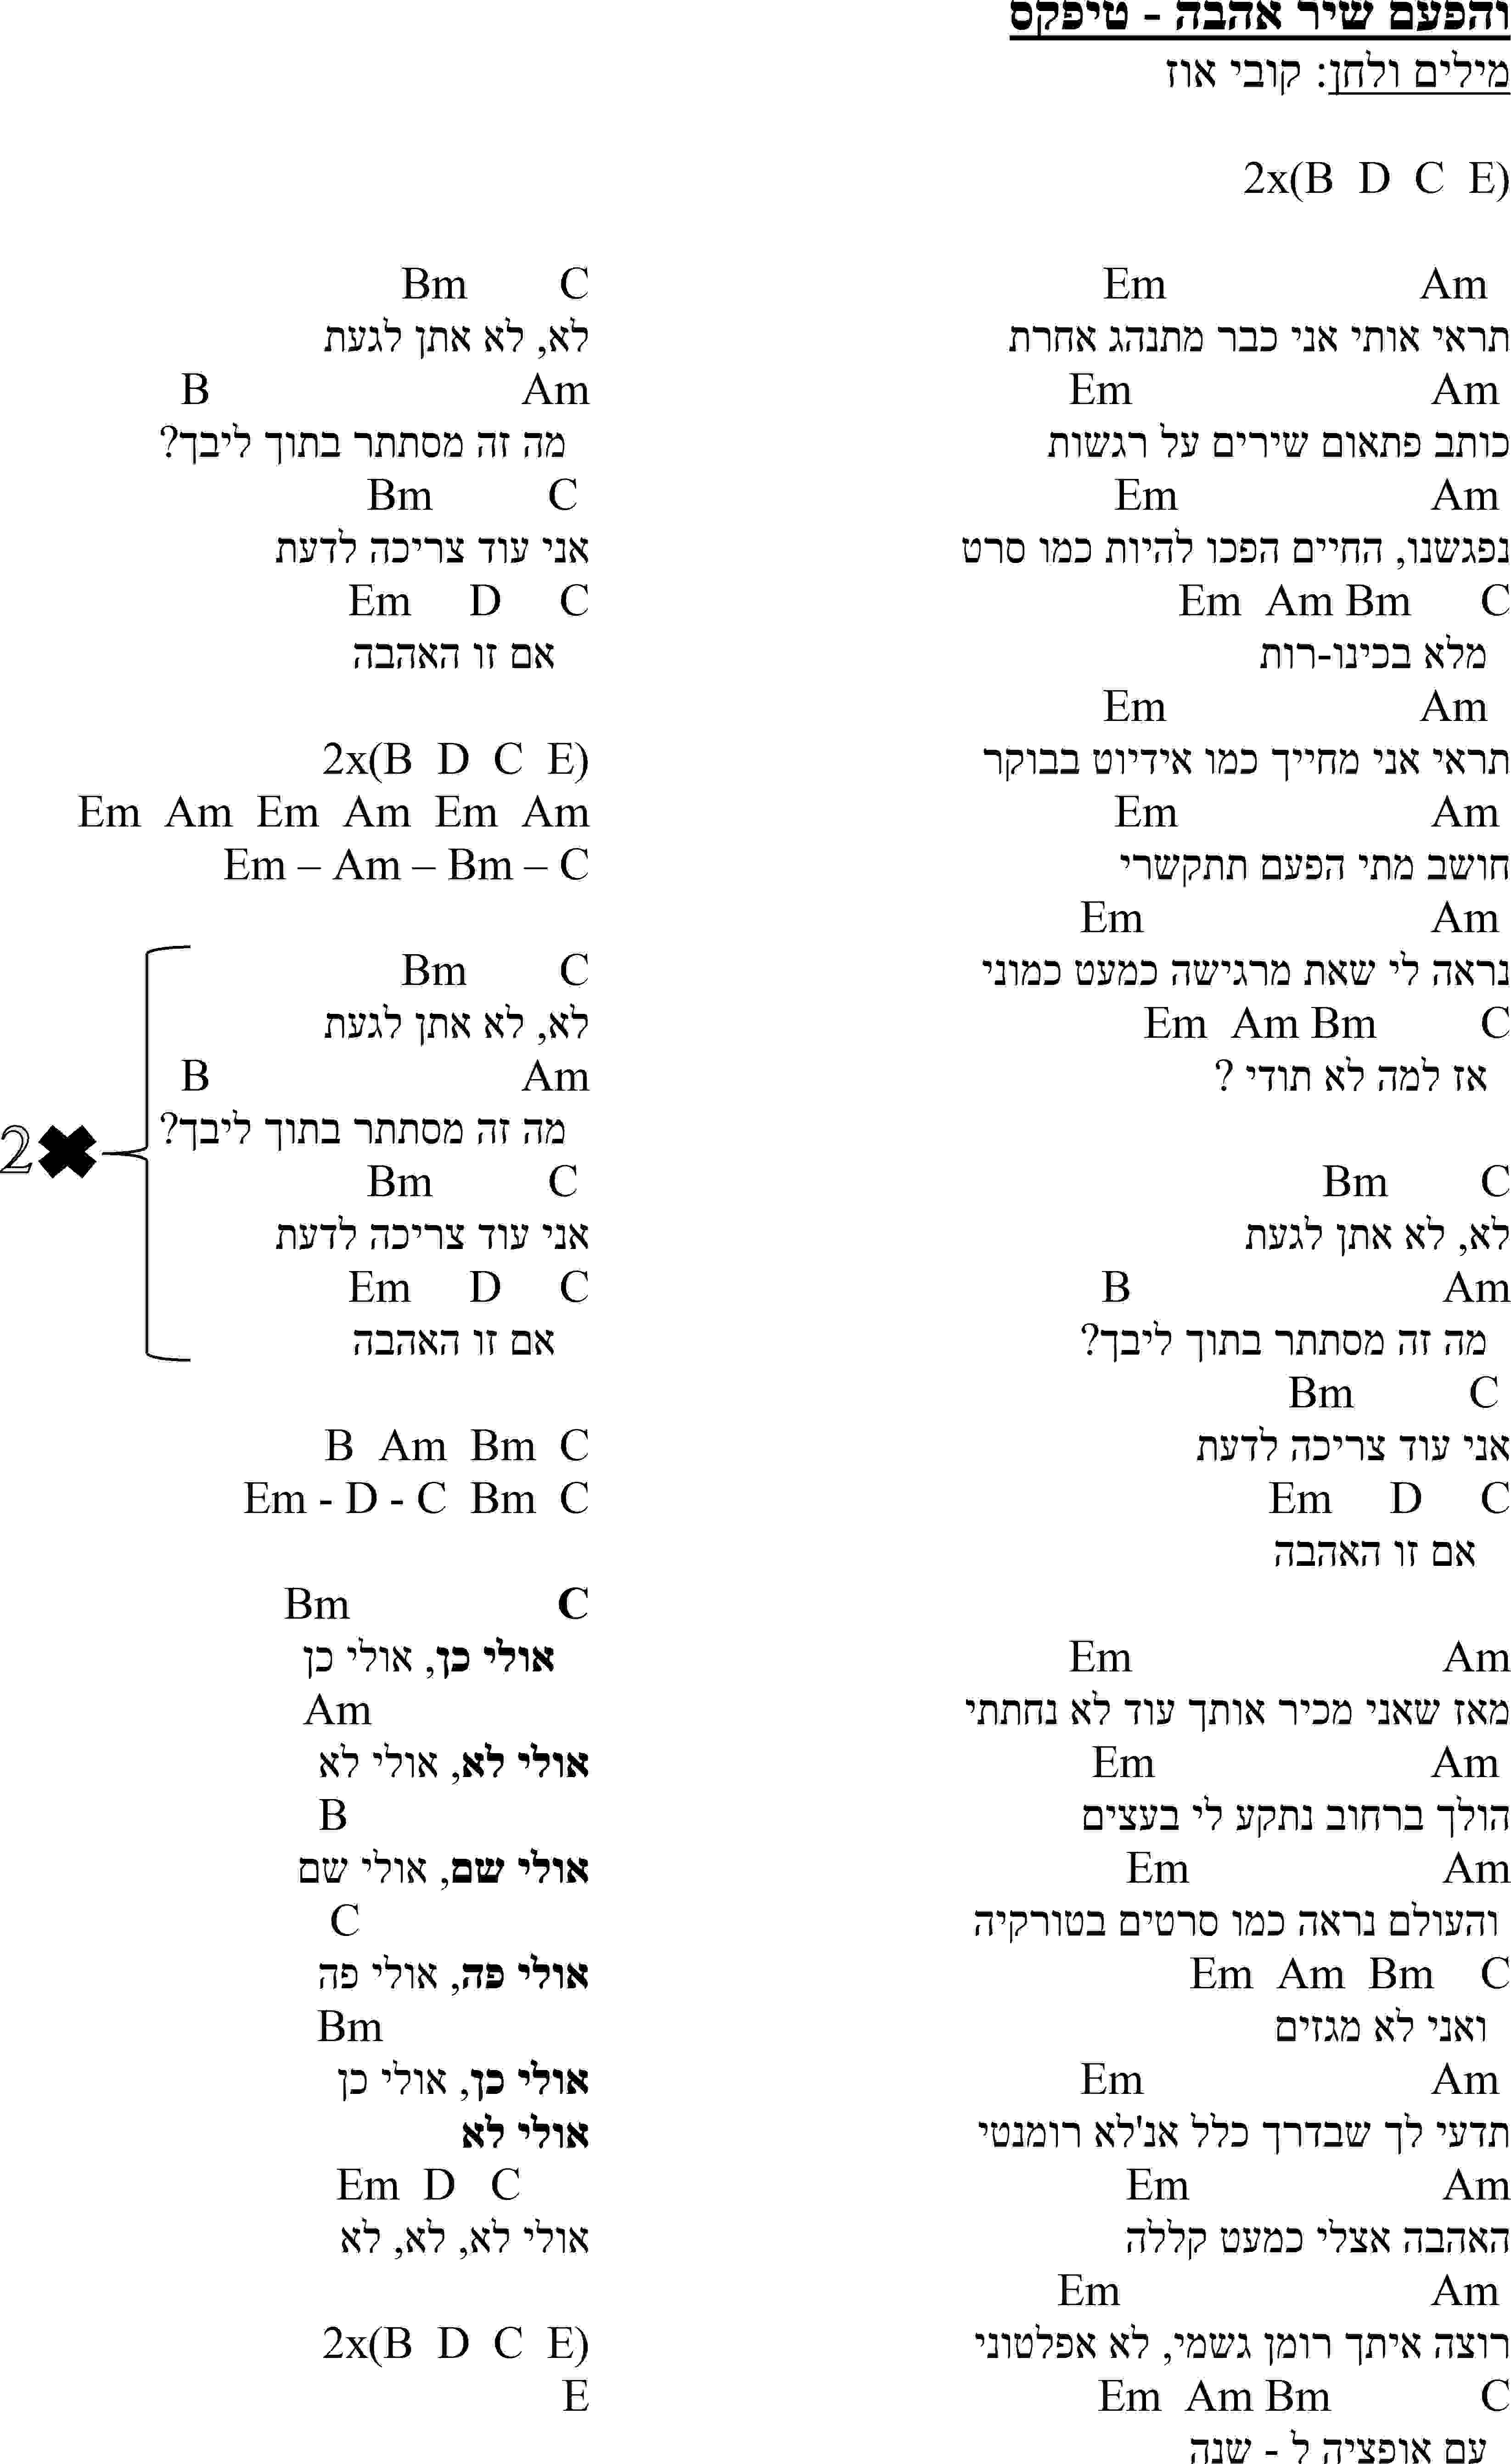 והפעם שיר אהבה - טיפקס
מילים ולחן: קובי אוז
2x(B D C E)
Em Am
תראי אותי אני כבר מתנהג אחרת
Em Am
כותב פתאום שירים על רגשות
Em Am
נפגשנו, החיים הפכו להיות כמו סרט
Em Am Bm C
מלא בכינו-רות
Em Am
תראי אני מחייך כמו אידיוט בבוקר
Em Am
חושב מתי הפעם תתקשרי
Em Am
נראה לי שאת מרגישה כמעט כמוני
Em Am Bm C
אז למה לא תודי ?
Bm C
לא, לא אתן לגעת
B Am
מה זה מסתתר בתוך ליבך?
Bm C
אני עוד צריכה לדעת
Em D C
אם זו האהבה
Em Am
מאז שאני מכיר אותך עוד לא נחתתי
Em Am
הולך ברחוב נתקע לי בעצים
Em Am
והעולם נראה כמו סרטים בטורקיה
Em Am Bm C
ואני לא מגזים
Em Am
תדעי לך שבדרך כלל אנ'לא רומנטי
Em Am
האהבה אצלי כמעט קללה
Em Am
רוצה איתך רומן גשמי, לא אפלטוני
Em Am Bm C
עם אופציה ל - שנה
Bm C
לא, לא אתן לגעת
B Am
מה זה מסתתר בתוך ליבך?
Bm C
אני עוד צריכה לדעת
Em D C
אם זו האהבה
2x(B D C E)
Em Am Em Am Em Am
Em – Am – Bm – C
2✖
Bm C
לא, לא אתן לגעת
B Am
מה זה מסתתר בתוך ליבך?
Bm C
אני עוד צריכה לדעת
Em D C
אם זו האהבה
B Am Bm C
Em - D - C Bm C
Bm C
אולי כן, אולי כן
Am
אולי לא, אולי לא
B
אולי שם, אולי שם
C
אולי פה, אולי פה
Bm
אולי כן, אולי כן
אולי לא
Em D C
אולי לא, לא, לא
2x(B D C E)
E